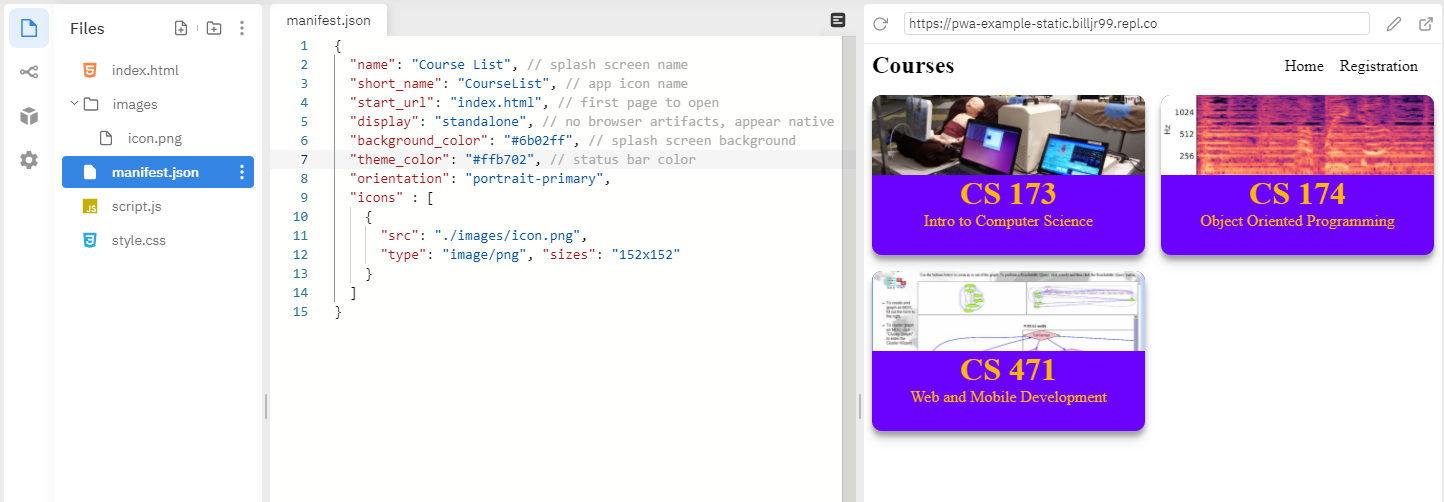 Files
index.html
images
icon.png
manifest.json
script.js
style.css
manifest.json
1 {
2 "name": "Course List", // splash screen name
3 "short_name": "CourseList", // app icon name
4 "start_url": "index.html", // first page to open
5 "display": "standalone", // no browser artifacts, appear native
6 "background_color": "#6b02ff", // splash screen background
7 "theme_color": "#ffb702", // status bar color
8 "orientation": "portrait-primary",
9 "icons" : [
10 {
11 "src": "./images/icon.png",
12 "type": "image/png", "sizes": "152x152"
13 }
14 ]
15 }
https://pwa-example-static.billjr99.repl.co
Courses
Home Registration
1024
Hz
512
256
CS 173
Intro to Computer Science
CS 174
Object Oriented Programming
CS 471
Web and Mobile Development